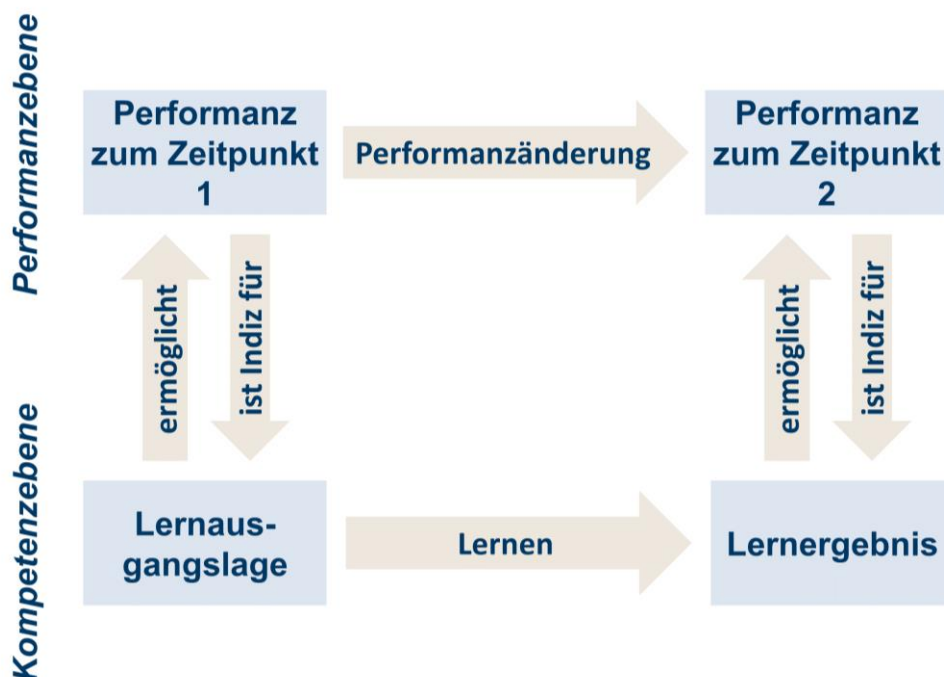 Performanzebene
Performanz
zum Zeitpunkt
1
Performanzänderung
Performanz
zum Zeitpunkt
2
ermöglicht
ist Indiz für
ermöglicht
ist Indiz für
Kompetenzebene
Lernaus-
gangslage
Lernen
Lernergebnis